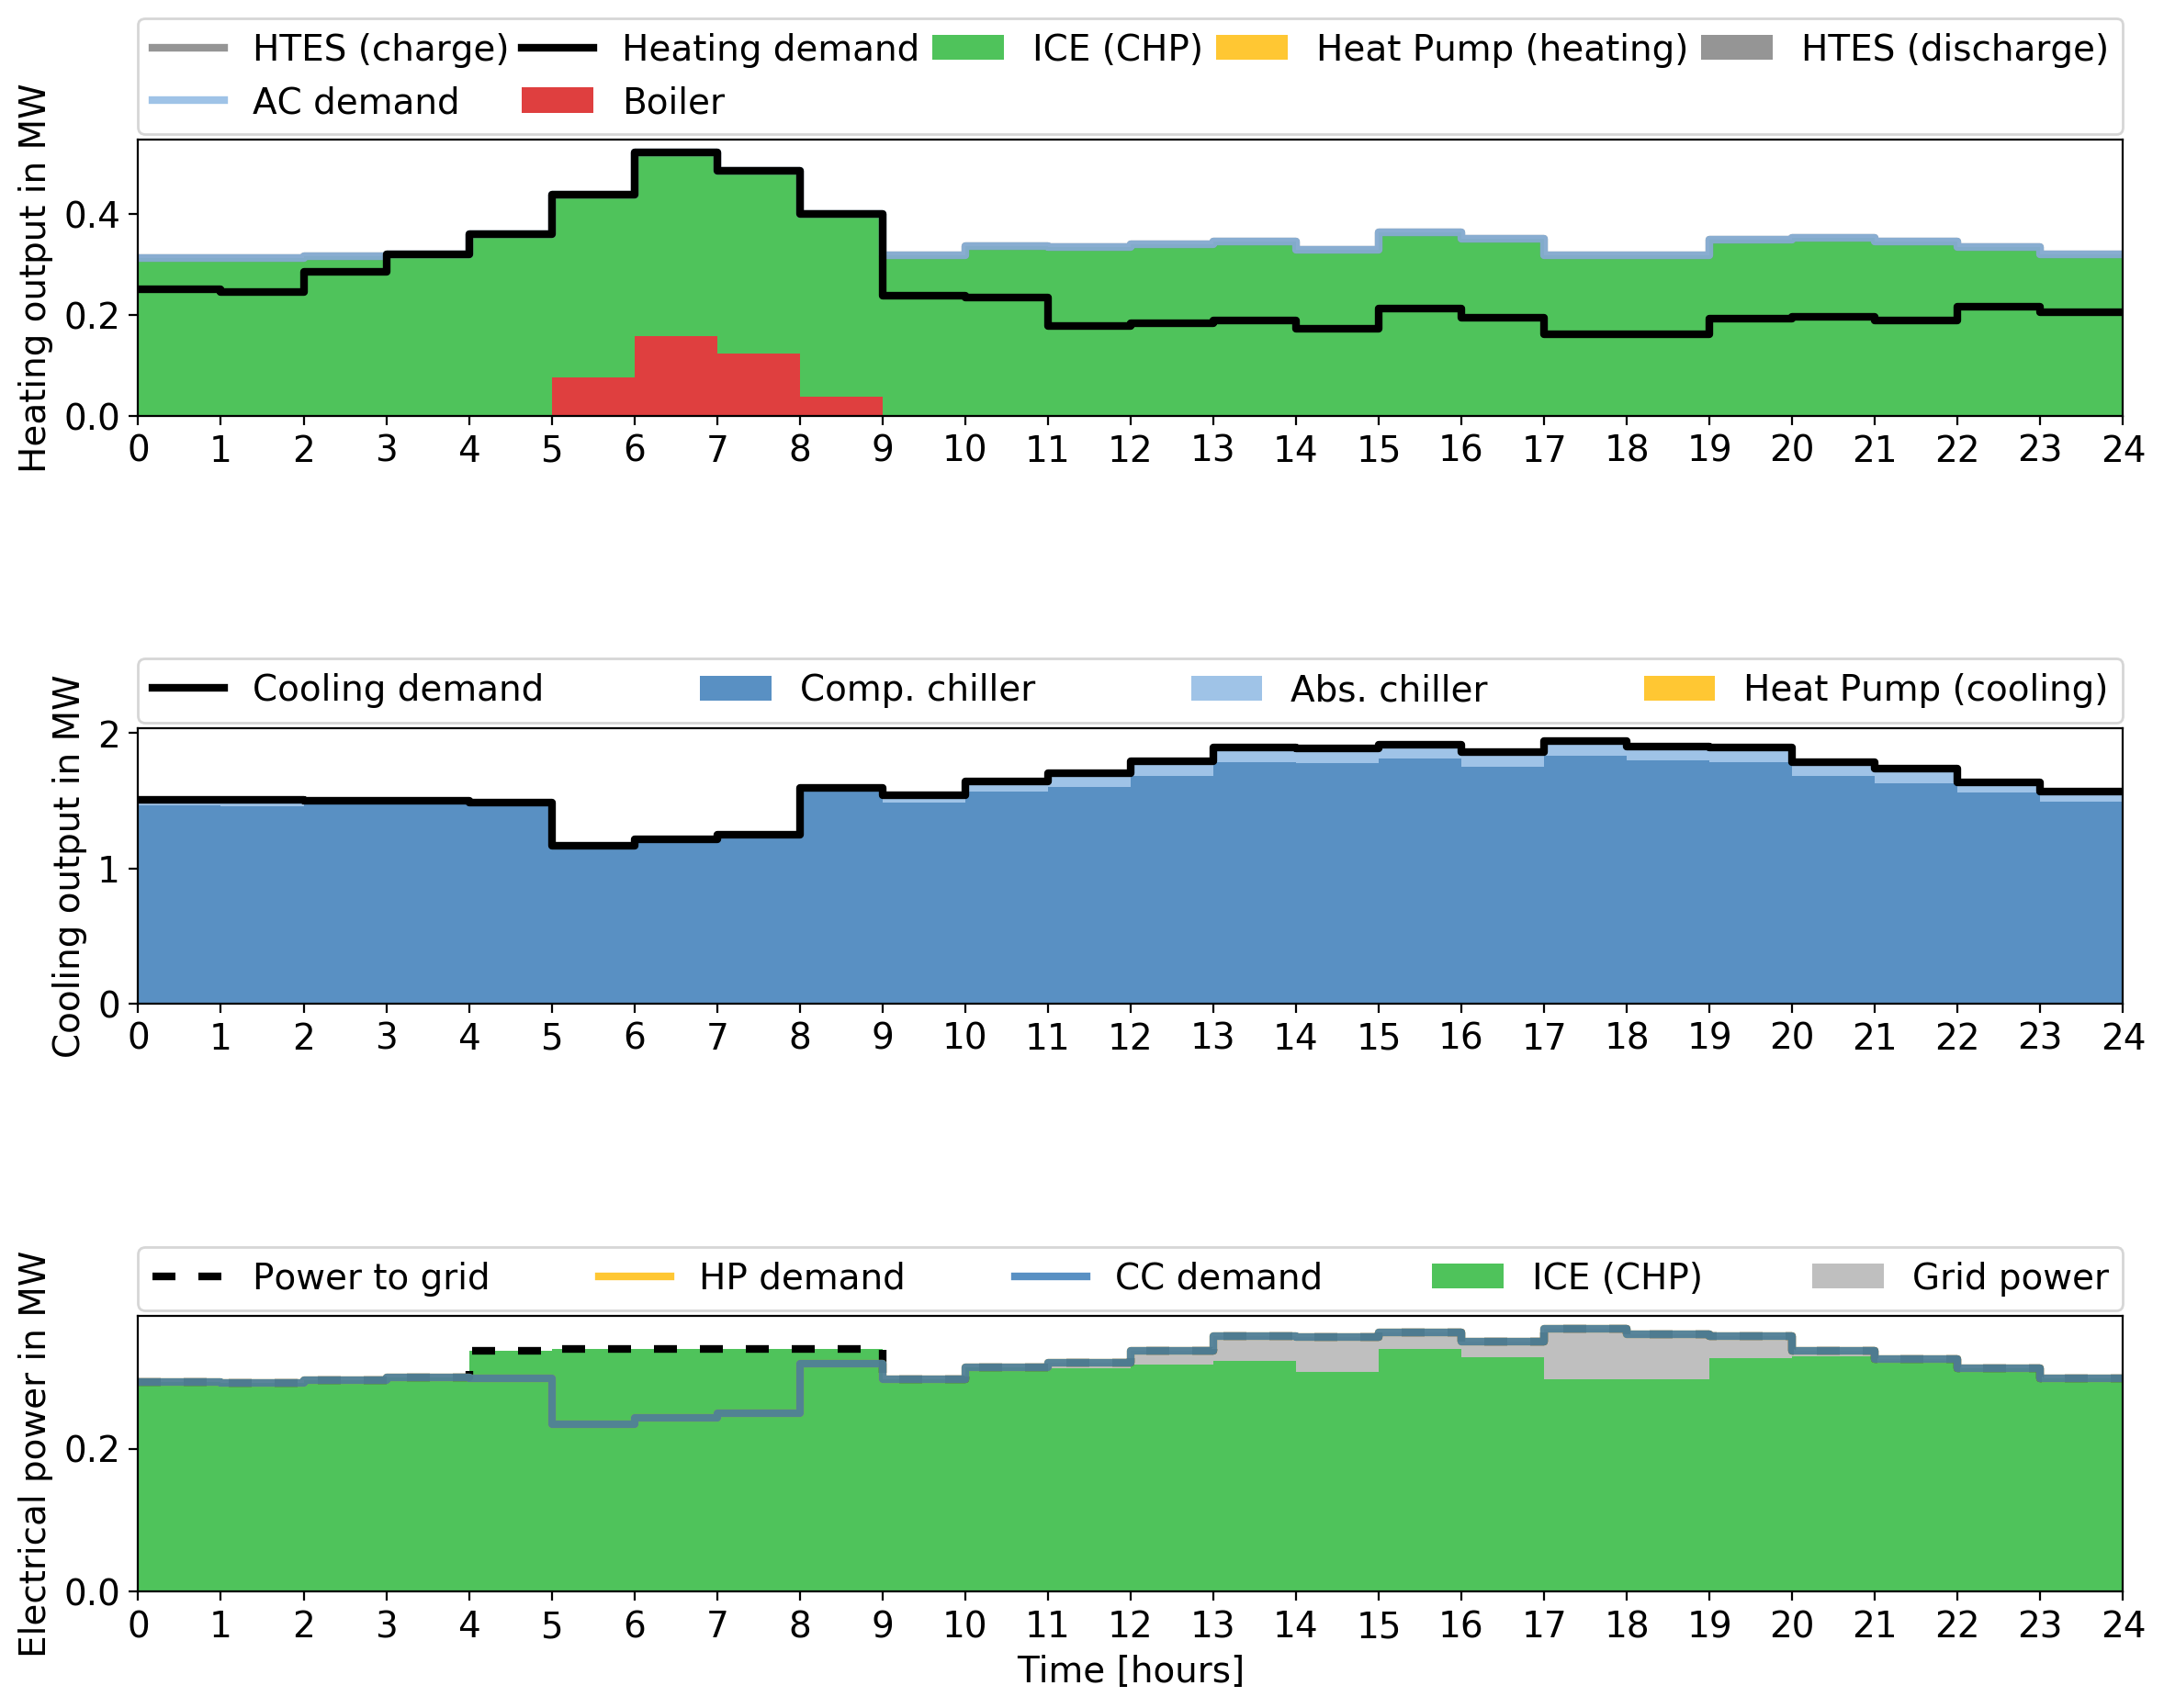 HTES (charge) Heating demand ICE (CHP) Heat Pump (heating) HTES (discharge)
AC demand Boiler
Heating output in MW
0.4
0.2
0.0
0 1 2 3 4 5 6 7 8 9 10 11 12 13 14 15 16 17 18 19 20 21 22 23 24
Cooling demand Comp. chiller Abs. chiller Heat Pump (cooling)
Cooling output in MW
2
1
0
0 1 2 3 4 5 6 7 8 9 10 11 12 13 14 15 16 17 18 19 20 21 22 23 24
Power to grid HP demand CC demand ICE (CHP) Grid power
Electrical power in MW
0.2
0.0
0 1 2 3 4 5 6 7 8 9 10 11 12 13 14 15 16 17 18 19 20 21 22 23 24
Time [hours]